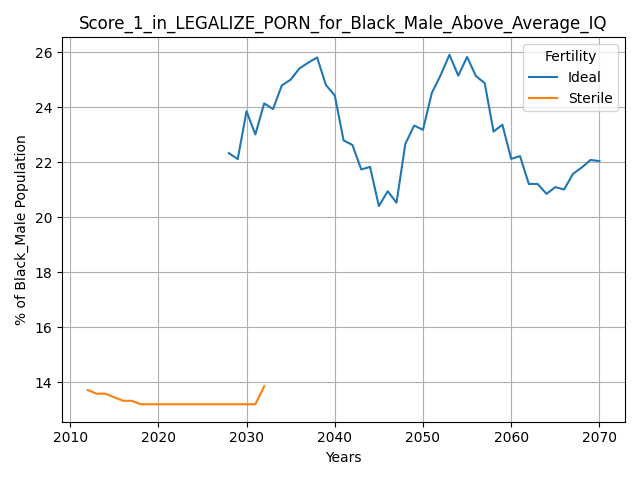 Score_1_in_LEGALIZE_PORN_for_Black_Male_Above_Average_IQ
% of Black_Male Population
26
24
22
20
18
16
14
Fertility
Ideal
Sterile
2010 2020 2030 2040 2050 2060 2070
Years